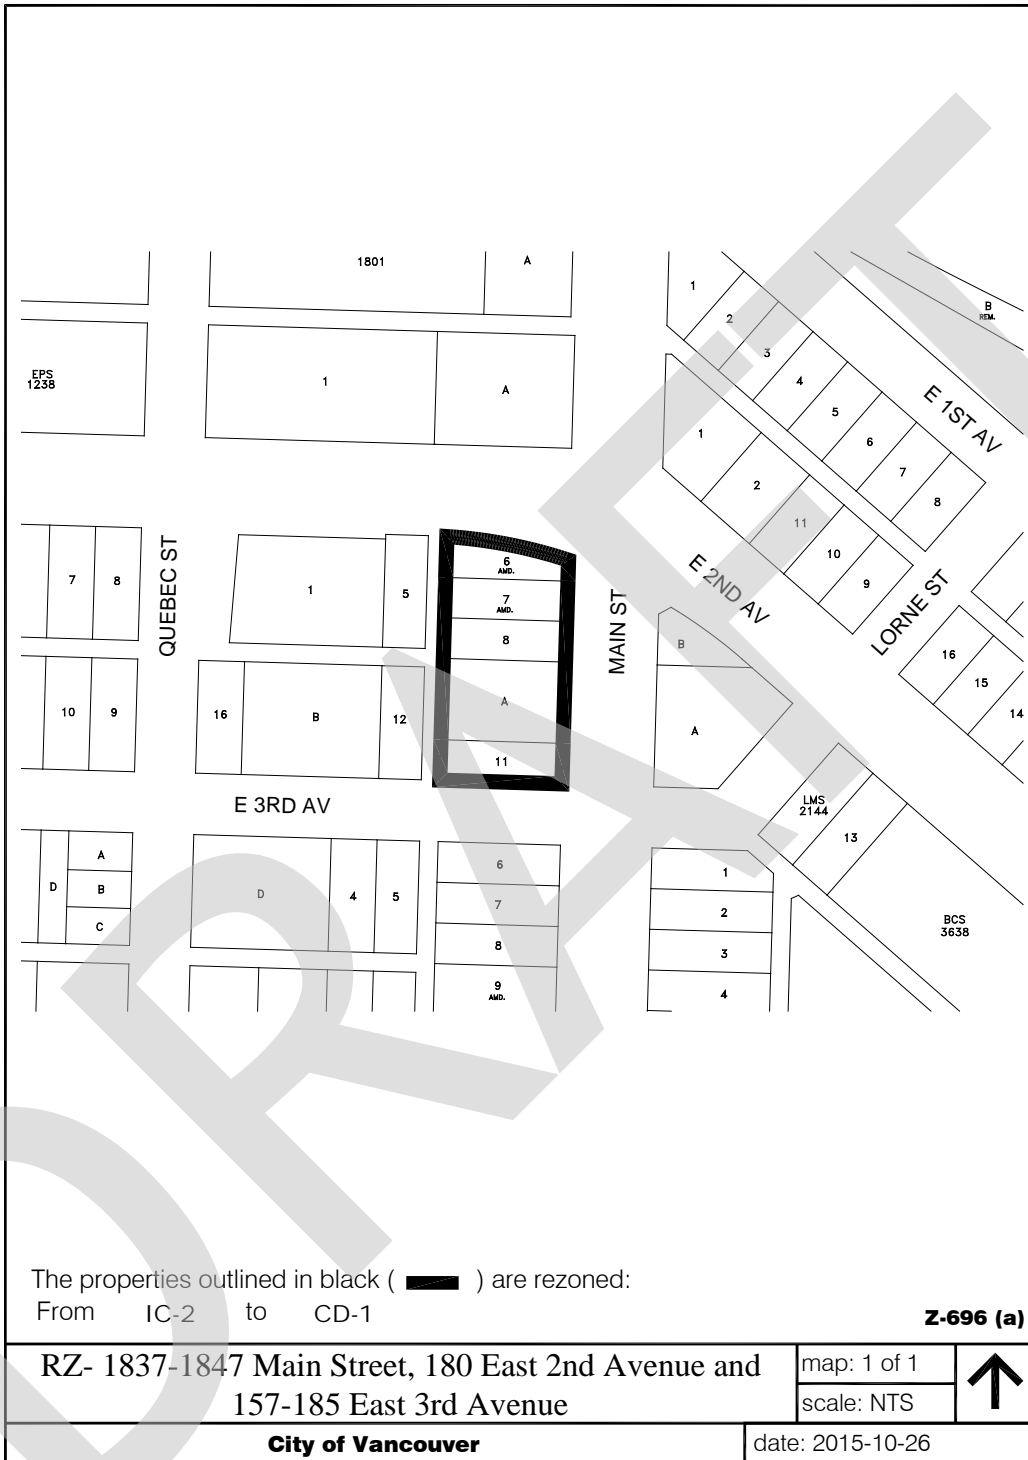 1801
A
1
2
3
4
5
6
7
8
B
REM.
E 1ST AV
EPS
1238
1
A
1
2
11
10
9
E 2ND AV
LORNE ST
7
8
QUEBEC ST
1
5
6
AMD.
7
AMD.
8
A
11
MAIN ST
B
A
16
15
14
10
9
16
B
12
E 3RD AV
LMS
2144
13
BCS
3638
D
A
B
C
D
4
5
6
7
8
9
AMD.
1
2
3
4
DRAFT
The properties outlined in black ( ) are rezoned:
From IC-2 to CD-1
Z-696 (a)
RZ- 1837-1847 Main Street, 180 East 2nd Avenue and
157-185 East 3rd Avenue
map: 1 of 1
scale: NTS
City of Vancouver
date: 2015-10-26